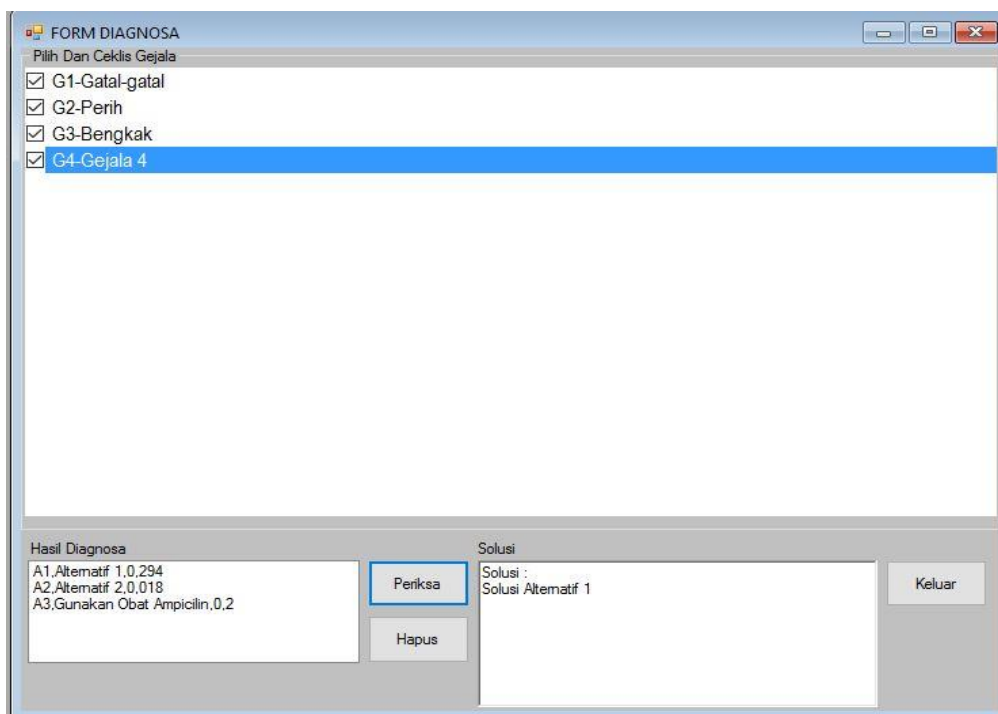 FORM DIAGNOSA
Pilih Dan Ceklis Gejala
G1-Gatal-gatal
G2-Perih
G3-Bengkak
G4-Gejala 4
Hasil Diagnosa
A1,Alternatif 1,0,294
A2,Alternatif 2,0,018
A3,Gunakan Obat Ampicilin,0,2
Periksa
Hapus
Solusi
Solusi :
Solusi Alternatif 1
Keluar